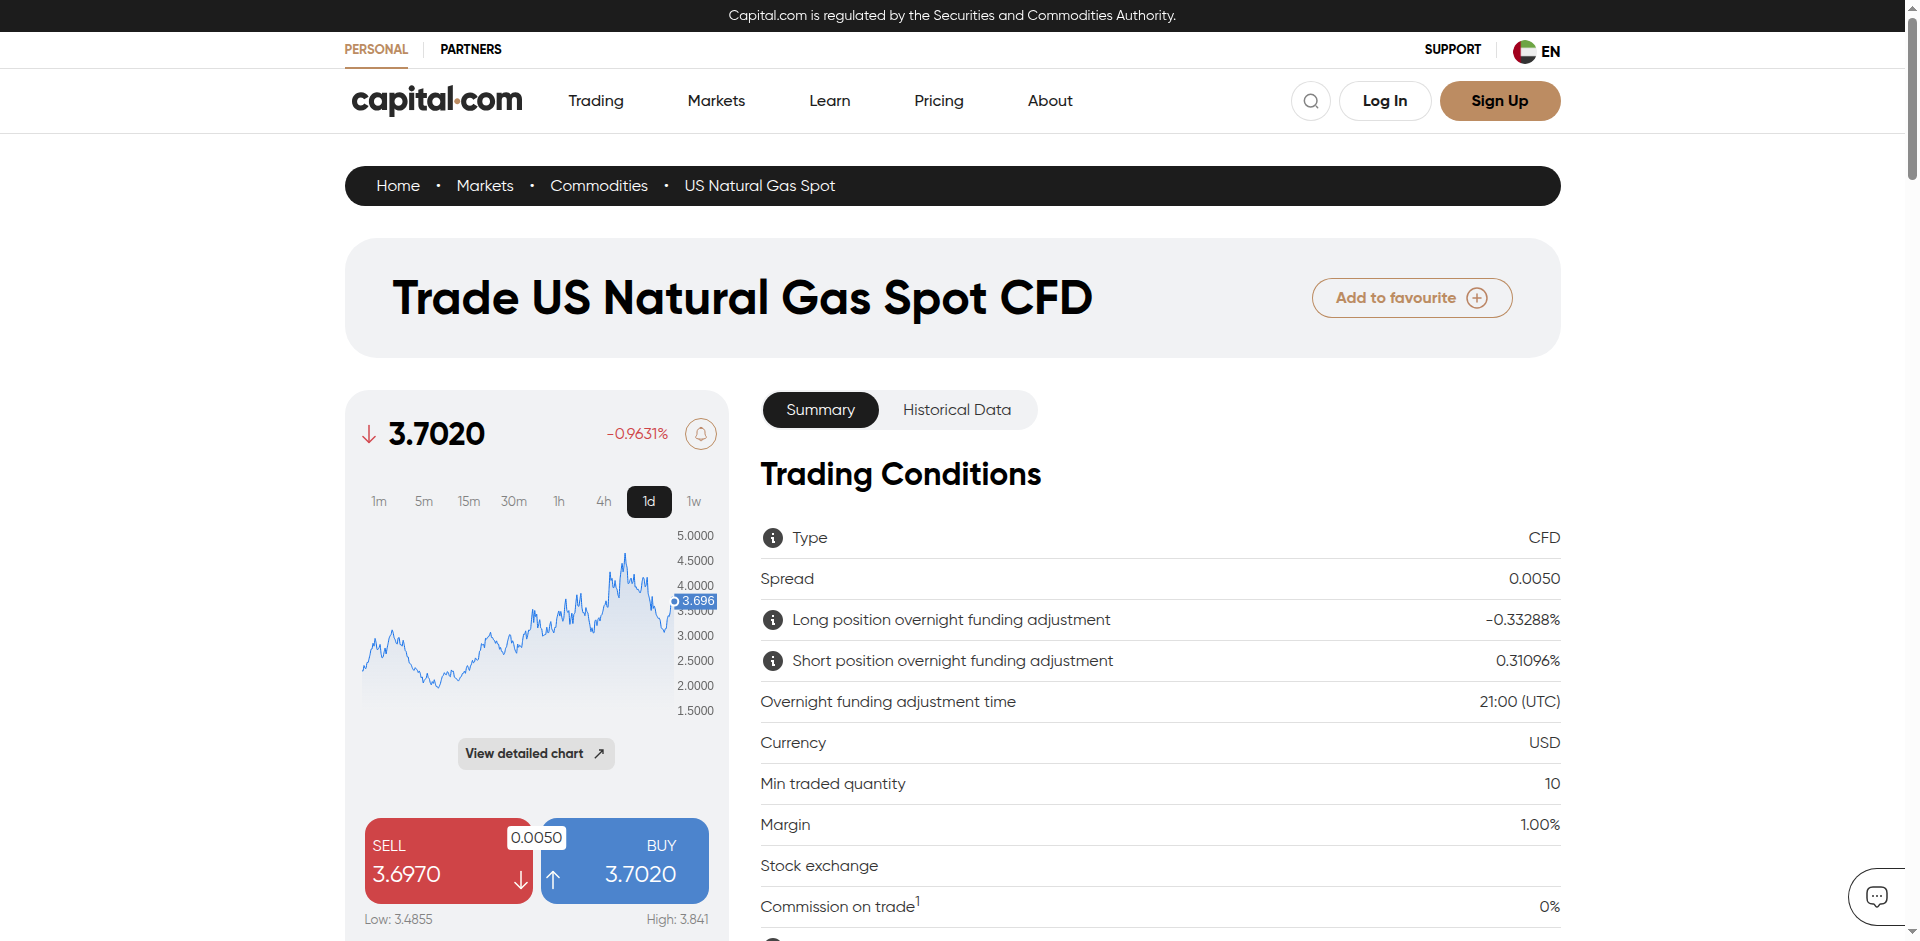 Capital.com is regulated by the Securities and Commodities Authority.
PERSONAL PARTNERS SUPPORT EN
capital.com Trading Markets Learn Pricing About Log In Sign Up
Home • Markets • Commodities • US Natural Gas Spot
Trade US Natural Gas Spot CFD
Add to favourite
3.7020 -0.9631%
1m 5m 15m 30m 1h 4h 1d 1w
5.0000
4.5000
4.0000
3.696
3.5000
3.0000
2.5000
2.0000
1.5000
View detailed chart
SELL 0.0050 BUY
3.6970 3.7020
Low: 3.4855 High: 3.841
Summary Historical Data
Trading Conditions
Type CFD
Spread 0.0050
Long position overnight funding adjustment -0.33288%
Short position overnight funding adjustment 0.31096%
Overnight funding adjustment time 21:00 (UTC)
Currency USD
Min traded quantity 10
Margin 1.00%
Stock exchange
Commission on trade1 0%